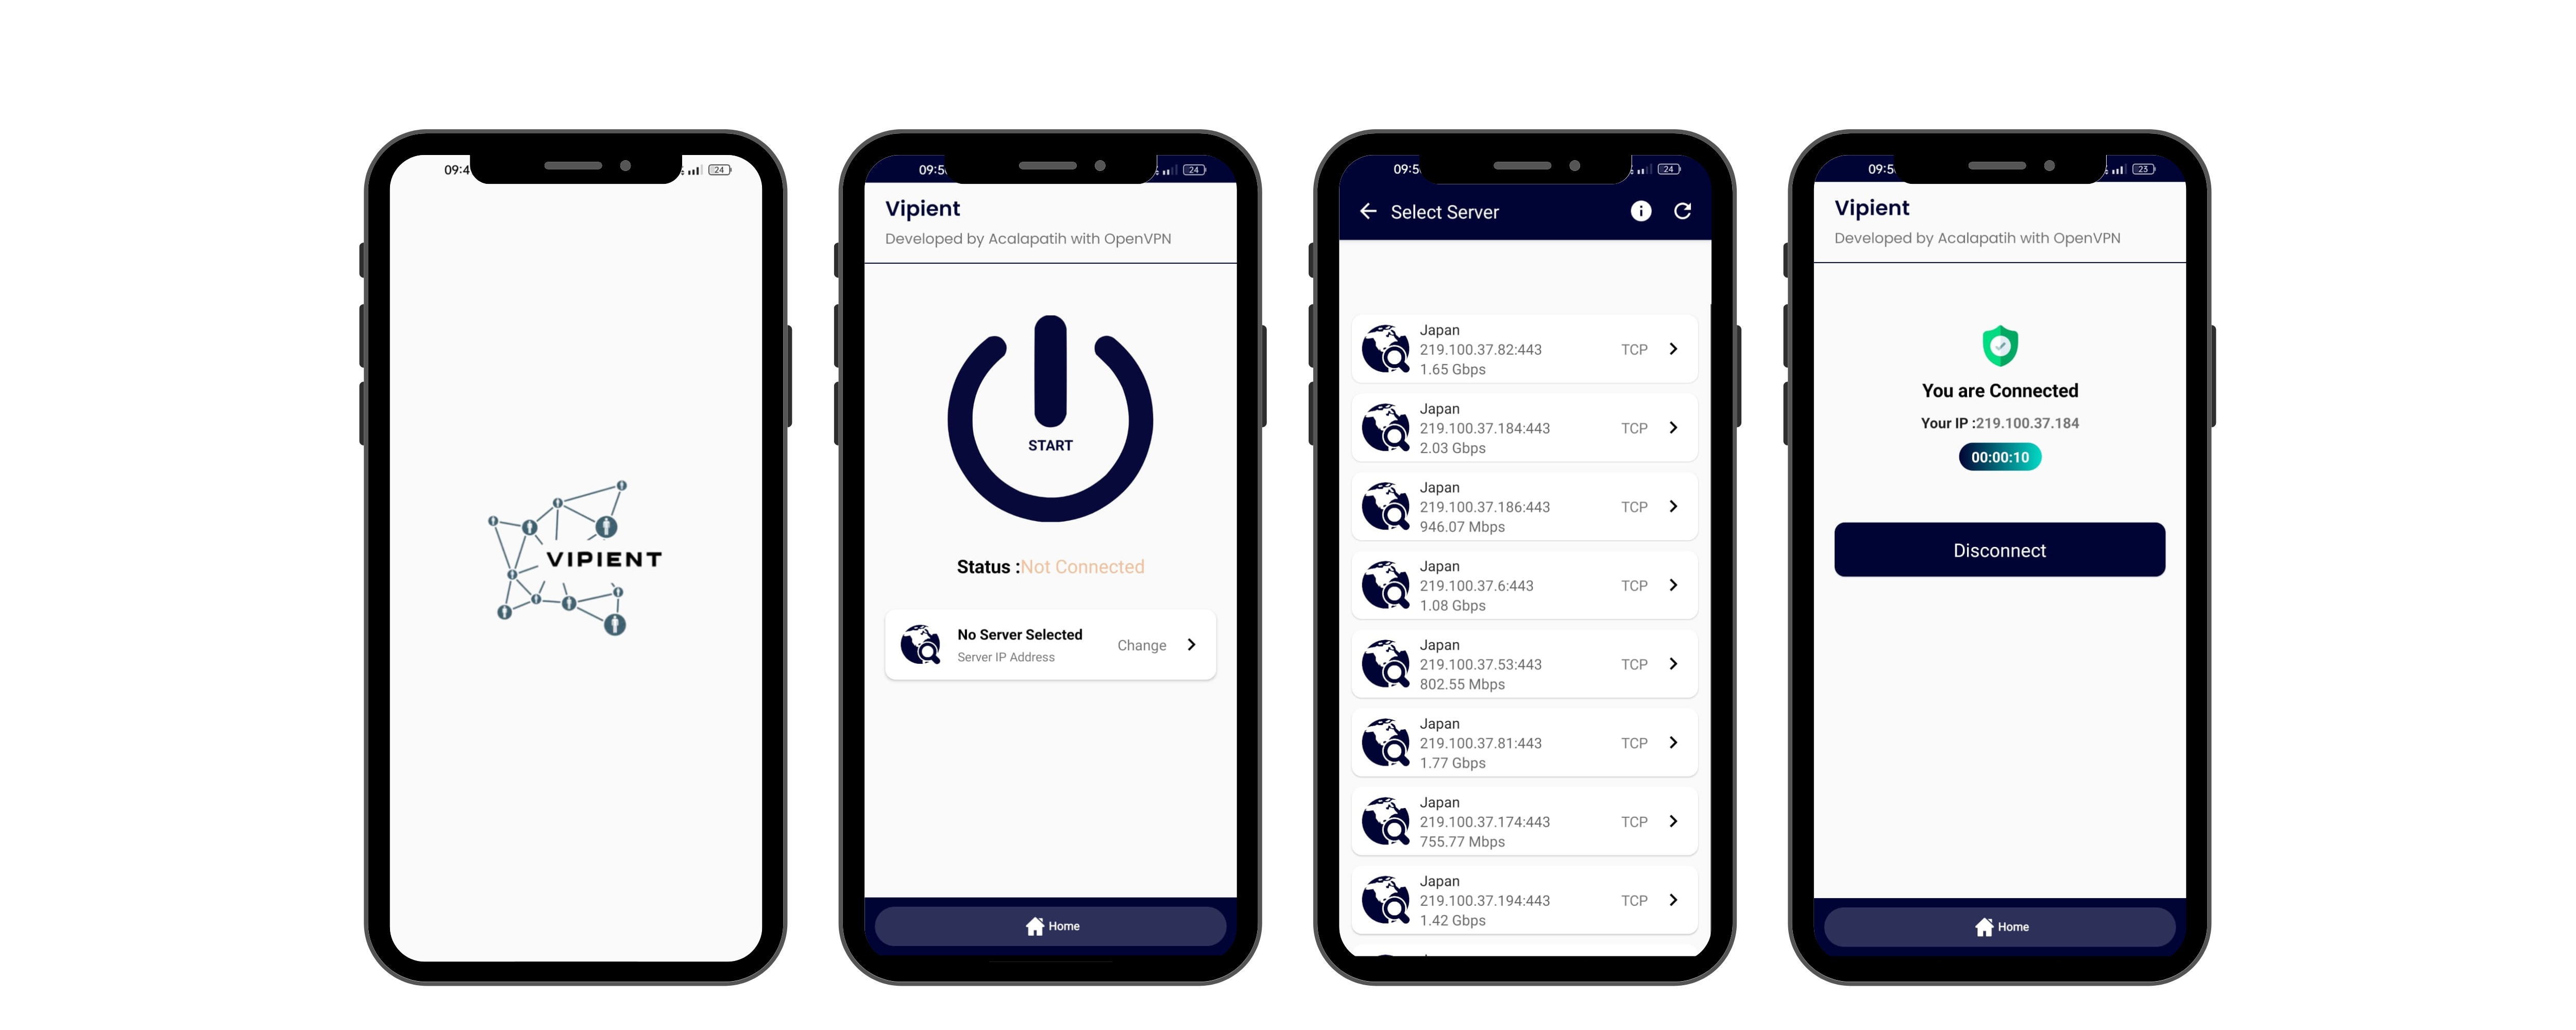 09:4
24
VIPIENT
09:5
24
Vipient
Developed by Acalapatih with OpenVPN
START
Status :Not Connected
No Server Selected
Server IP Address
Change
Home
09:5
24
Select Server
Japan
219.100.37.82:443
TCP
1.65 Gbps
Japan
219.100.37.184:443
TCP
2.03 Gbps
Japan
219.100.37.186:443
TCP
946.07 Mbps
Japan
219.100.37.6:443
TCP
1.08 Gbps
Japan
219.100.37.53:443
TCP
802.55 Mbps
Japan
219.100.37.81:443
TCP
1.77 Gbps
Japan
219.100.37.174:443
TCP
755.77 Mbps
Japan
219.100.37.194:443
TCP
1.42 Gbps
09:5
23
Vipient
Developed by Acalapatih with OpenVPN
You are Connected
Your IP :219.100.37.184
00:00:10
Disconnect
Home